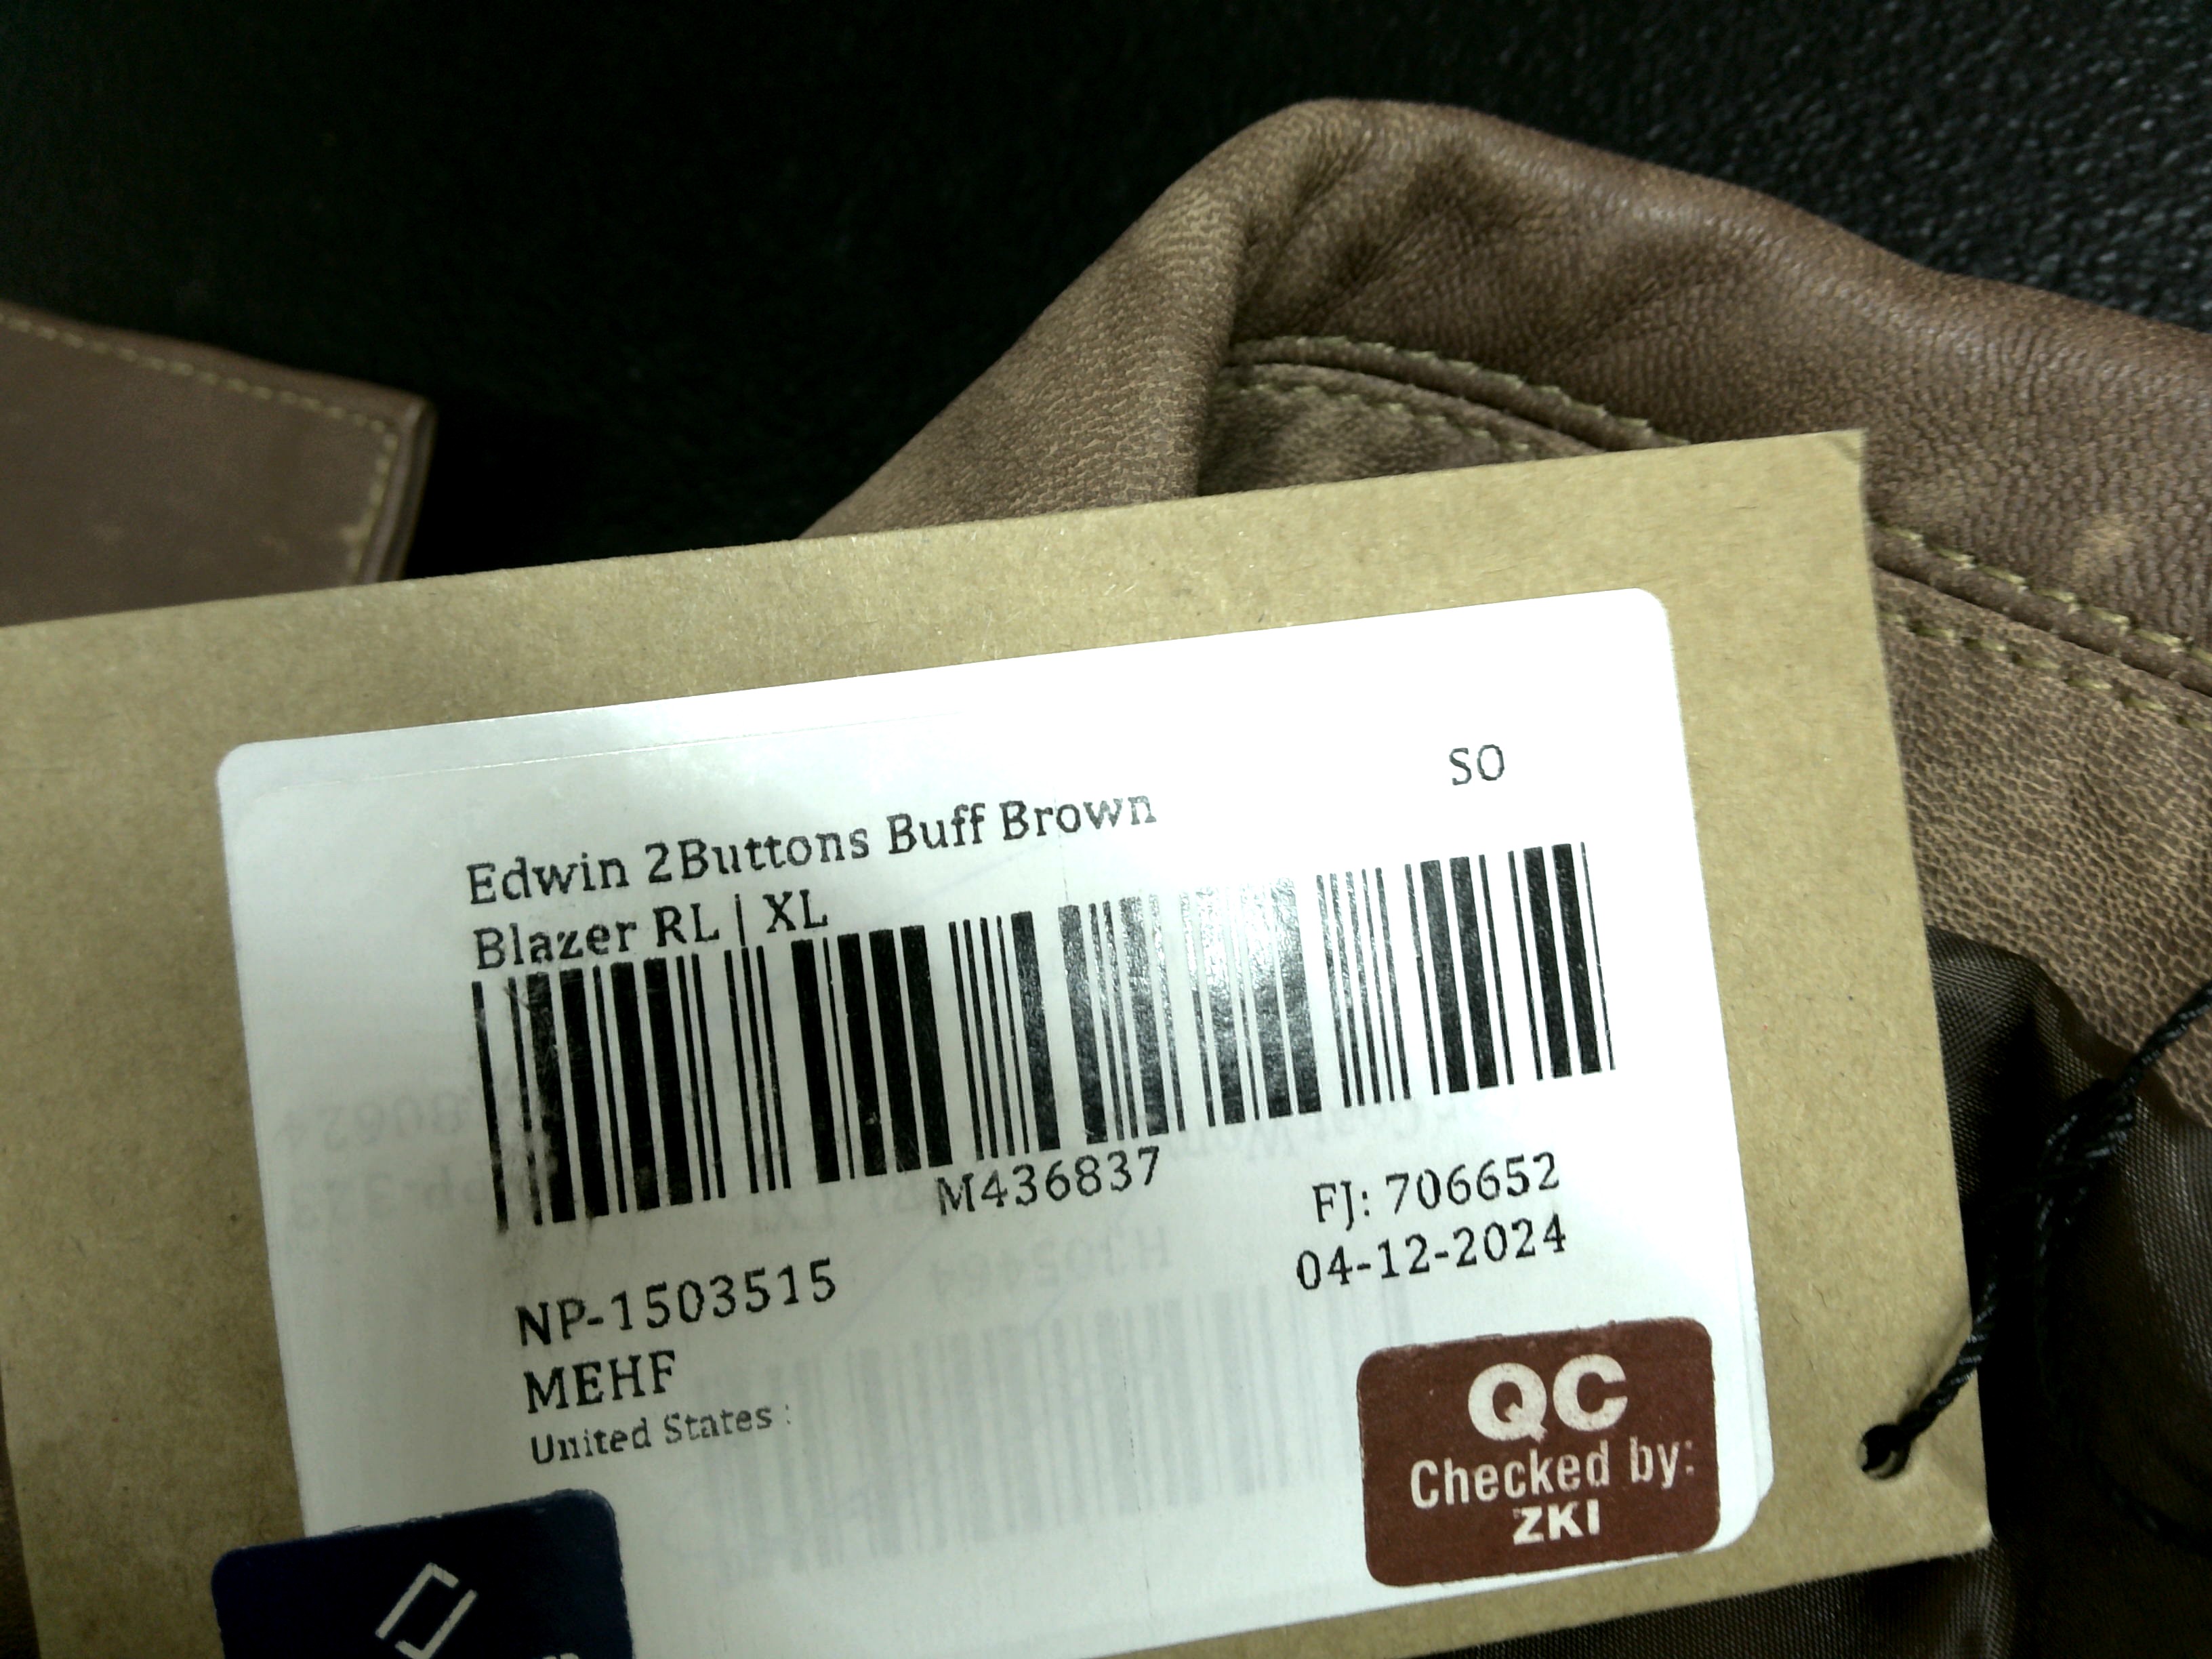 SO
Edwin 2Buttons Buff Brown
Blazer RL | XL
M436837
FJ: 706652
04-12-2024
NP-1503515
MEHF
United States :
QC
Checked by:
ZKI